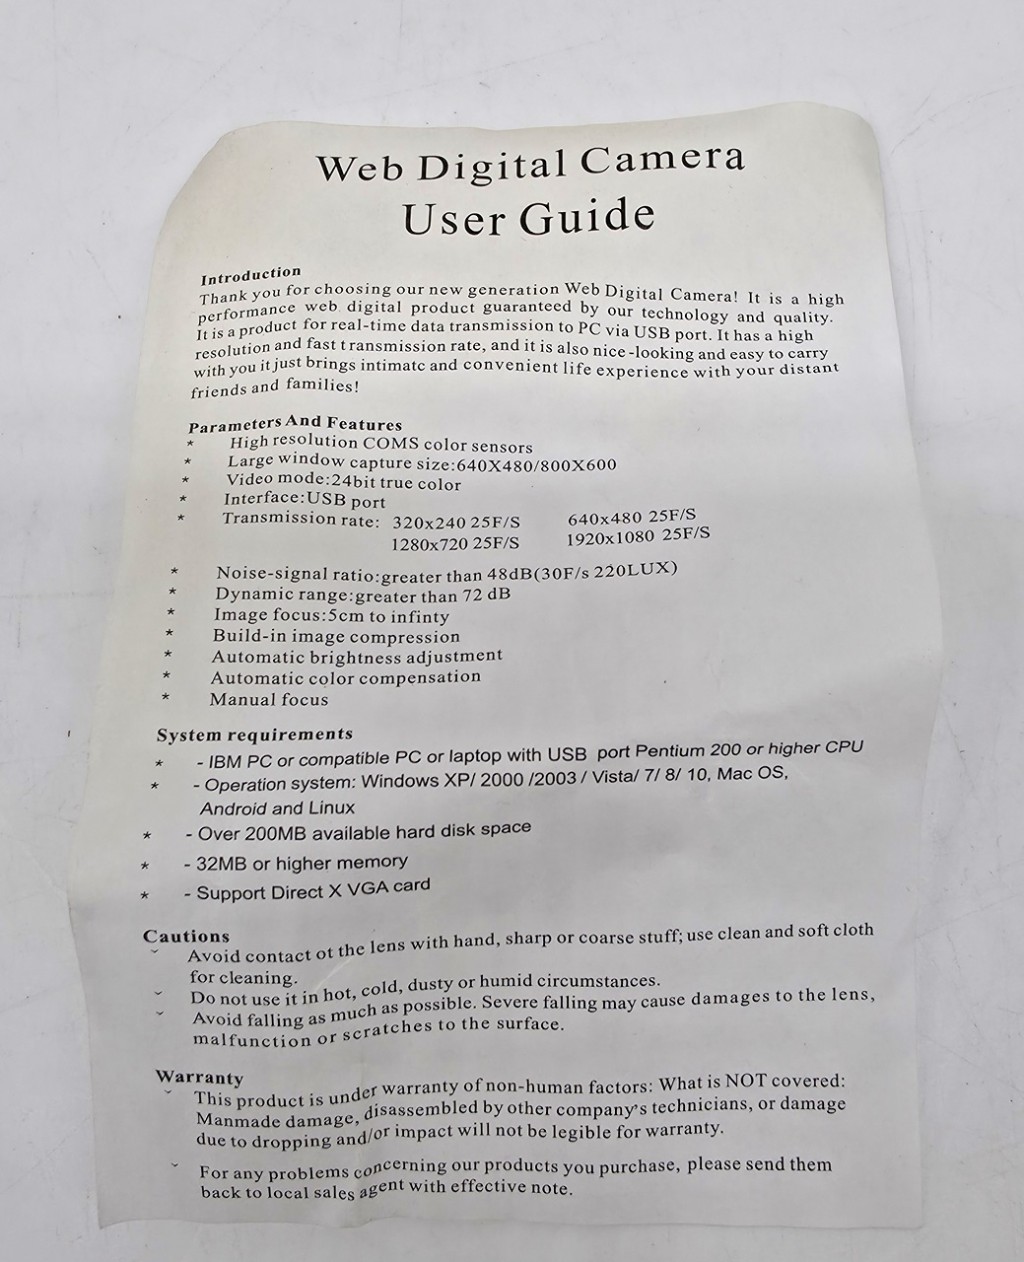 Web Digital Camera
User Guide
Introduction
Thank you for choosing our new generation Web Digital Camera! It is a high
performance web digital product guaranteed by our technology and quality.
It is a product for real-time data transmission to PC via USB port. It has a high
resolution and fast transmission rate, and it is also nice-looking and easy to carry
with you it just brings intimatc and convenient life experience with your distant
friends and families!
Parameters And Features
* High resolution COMS color sensors
* Large window capture size:640X480/800X600
* Video mode:24bit true color
* Interface:USB port
* Transmission rate: 320x240 25F/S 640x480 25F/S
1280x720 25F/S 1920x1080 25F/S
* Noise-signal ratio:greater than 48dB(30F/s 220LUX)
* Dynamic range:greater than 72 dB
* Image focus:5cm to infinty
* Build-in image compression
* Automatic brightness adjustment
* Automatic color compensation
* Manual focus
System requirements
* - IBM PC or compatible PC or laptop with USB port Pentium 200 or higher CPU
* - Operation system: Windows XP/ 2000 /2003 / Vista/ 7/ 8/ 10, Mac OS,
Android and Linux
* - Over 200MB available hard disk space
* - 32MB or higher memory
* - Support Direct X VGA card
Cautions
ˇ Avoid contact ot the lens with hand, sharp or coarse stuff; use clean and soft cloth
for cleaning.
ˇ Do not use it in hot, cold, dusty or humid circumstances.
ˇ Avoid falling as much as possible. Severe falling may cause damages to the lens,
malfunction or scratches to the surface.
Warranty
ˇ This product is under warranty of non-human factors: What is NOT covered:
Manmade damage, disassembled by other company's technicians, or damage
due to dropping and/or impact will not be legible for warranty.
ˇ For any problems concerning our products you purchase, please send them
back to local sales agent with effective note.